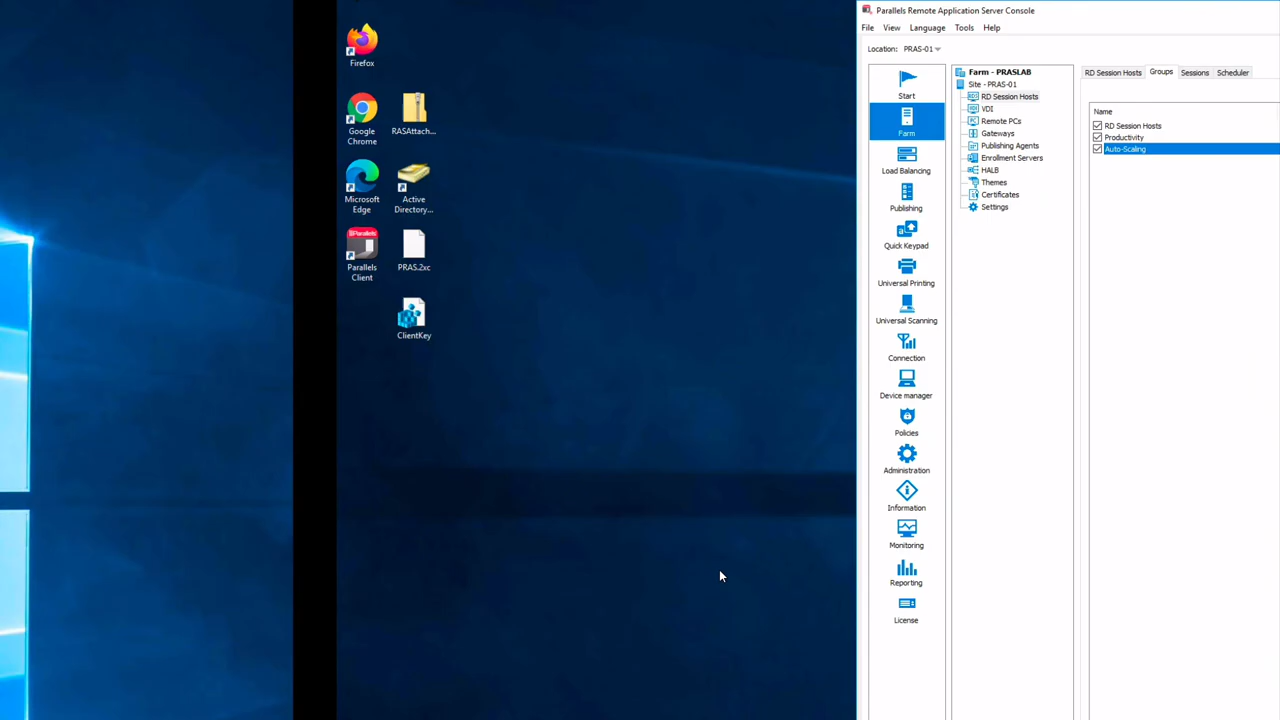 Firefox
Google
Chrome
RASAttach...
Microsoft
Edge
Active
Directory...
Parallels
Parallels
Client
PRAS.2xc
ClientKey
Parallels Remote Application Server Console
File View Language Tools Help
Location: PRAS-01
Start
Farm
Load Balancing
Publishing
Quick Keypad
Universal Printing
Universal Scanning
Connection
Device manager
Policies
Administration
Information
Monitoring
Reporting
License
Farm - PRASLAB
Site - PRAS-01
RD Session Hosts
VDI
Remote PCs
Gateways
Publishing Agents
Enrollment Servers
HALB
Themes
Certificates
Settings
RD Session Hosts Groups Sessions Scheduler
Name
RD Session Hosts
Productivity
Auto-Scaling